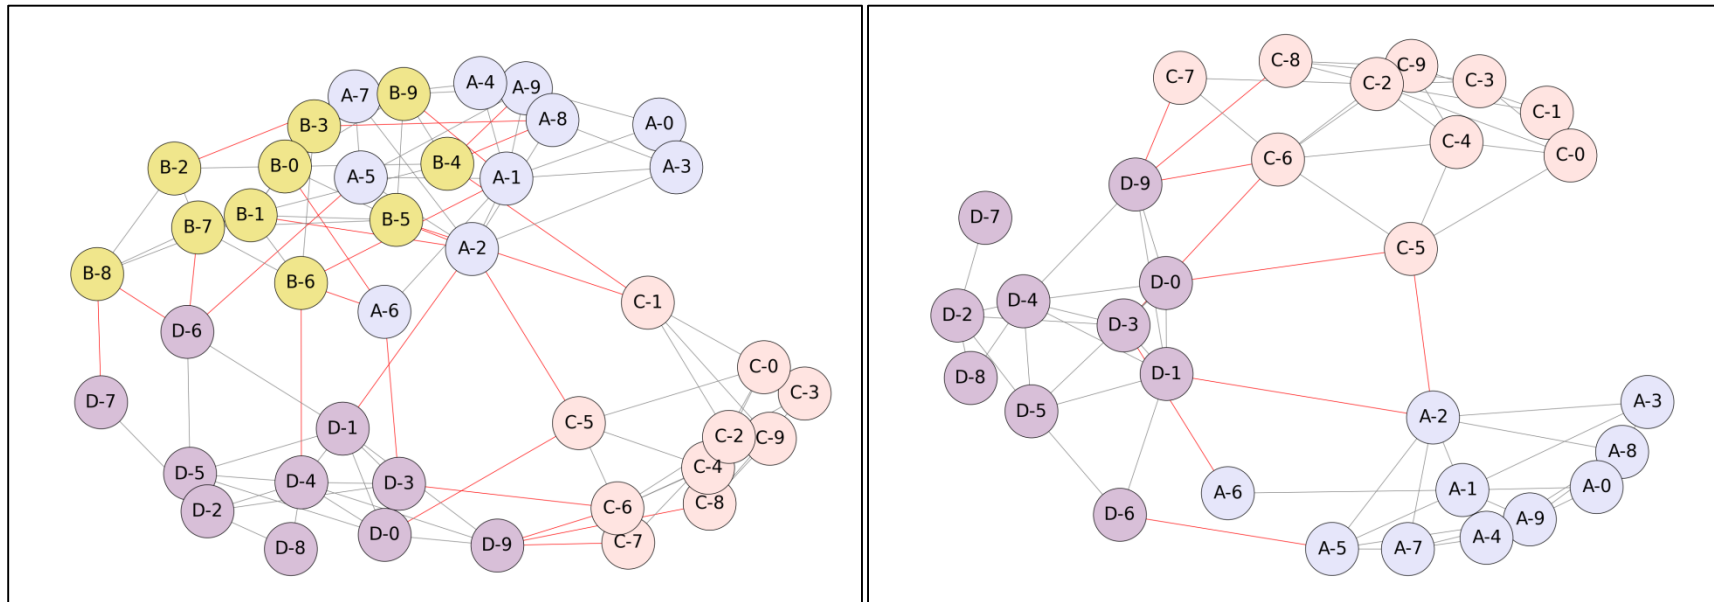 A-4
A-9
A-7
B-9
A-8
B-3
A-0
B-2
B-0
B-4
A-3
A-5
A-1
B-1
B-5
B-7
A-2
B-8
B-6
C-1
A-6
D-6
C-0
C-3
D-7
C-5
D-1
C-2
C-9
C-4
D-5
D-4
D-3
C-8
C-6
D-2
D-0
C-7
D-9
D-8
C-8
C-9
C-7
C-2
C-3
C-1
C-4
C-0
C-6
D-9
D-7
C-5
D-0
D-4
D-2
D-3
D-1
D-8
A-3
D-5
A-2
A-8
A-0
A-1
A-6
D-6
A-9
A-4
A-5
A-7